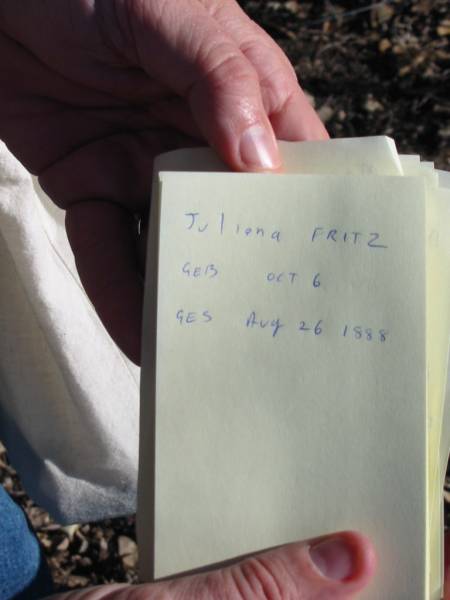 Juliana FRITZ
GEB OCT 6
GES Aug 26 1888